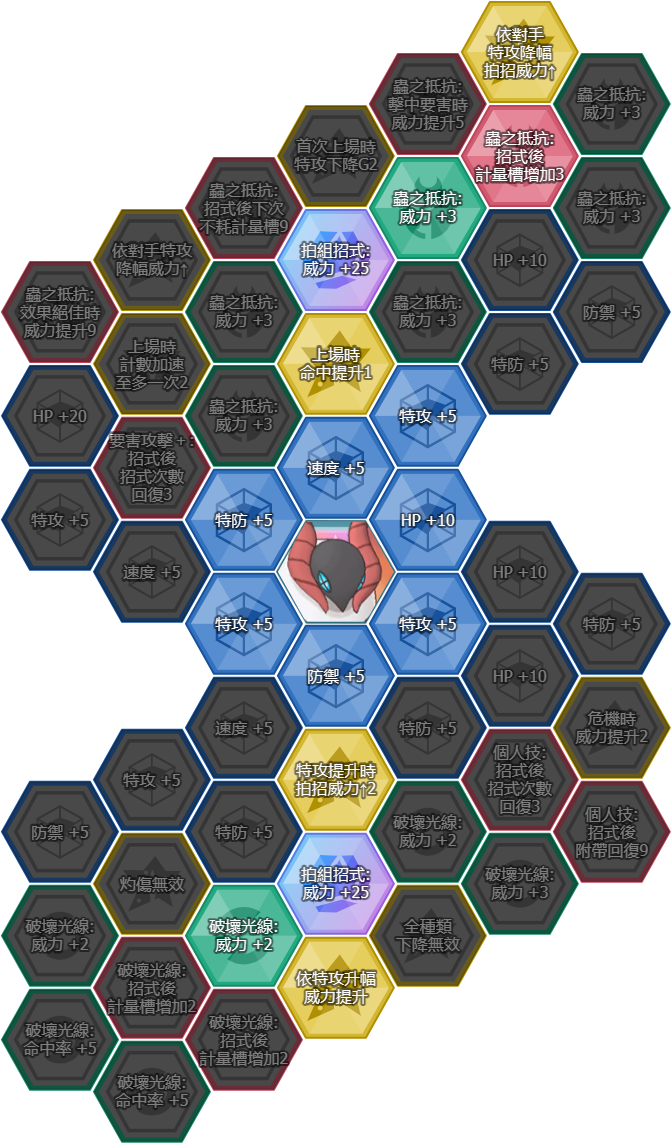 依對手
特攻降幅
拍招威力↑
蟲之抵抗:
擊中要害時
威力提升5
蟲之抵抗:
威力 +3
首次上場時
特攻下降G2
蟲之抵抗:
招式後
計量槽增加3
蟲之抵抗:
招式後下次
不耗計量槽9
蟲之抵抗:
威力 +3
蟲之抵抗:
威力 +3
依對手特攻
降幅威力↑
拍組招式:
威力 +25
HP +10
蟲之抵抗:
效果絕佳時
威力提升9
蟲之抵抗:
威力 +3
蟲之抵抗:
威力 +3
防禦 +5
上場時
計數加速
至多一次2
上場時
命中提升1
特防 +5
HP +20
蟲之抵抗:
威力 +3
特攻 +5
要害攻擊＋:
招式後
招式次數
回復3
速度 +5
特攻 +5
特防 +5
HP +10
速度 +5
HP +10
特攻 +5
特攻 +5
特防 +5
防禦 +5
HP +10
速度 +5
特防 +5
危機時
威力提升2
特攻 +5
特攻提升時
拍招威力↑2
個人技:
招式後
招式次數
回復3
防禦 +5
特防 +5
破壞光線:
威力 +2
個人技:
招式後
附帶回復9
灼傷無效
拍組招式:
威力 +25
破壞光線:
威力 +3
破壞光線:
威力 +2
破壞光線:
威力 +2
全種類
下降無效
破壞光線:
招式後
計量槽增加2
依特攻升幅
威力提升
破壞光線:
命中率 +5
破壞光線:
招式後
計量槽增加2
破壞光線:
命中率 +5